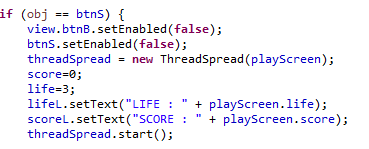 if (obj == btnS) {
view.btnB.setEnabled(false);
btnS.setEnabled(false);
threadSpread = new ThreadSpread(playScreen);
score=0;
life=3;
lifeL.setText("LIFE : " + playScreen.life);
scoreL.setText("SCORE : " + playScreen.score);
threadSpread.start();